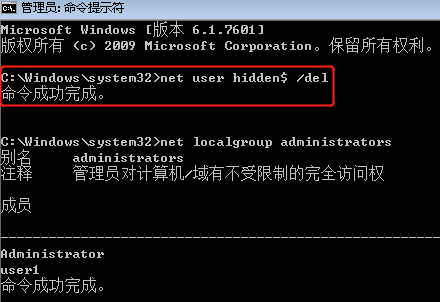 管理员: 命令提示符
Microsoft Windows [版本 6.1.7601]
版权所有 (c) 2009 Microsoft Corporation。保留所有权利。
C:\Windows\system32>net user hidden$ /del
命令成功完成。
C:\Windows\system32>net localgroup administrators
别名     administrators
注释     管理员对计算机/域有不受限制的完全访问权
成员
-------------------------------------------------------------------------------
Administrator
user1
命令成功完成。